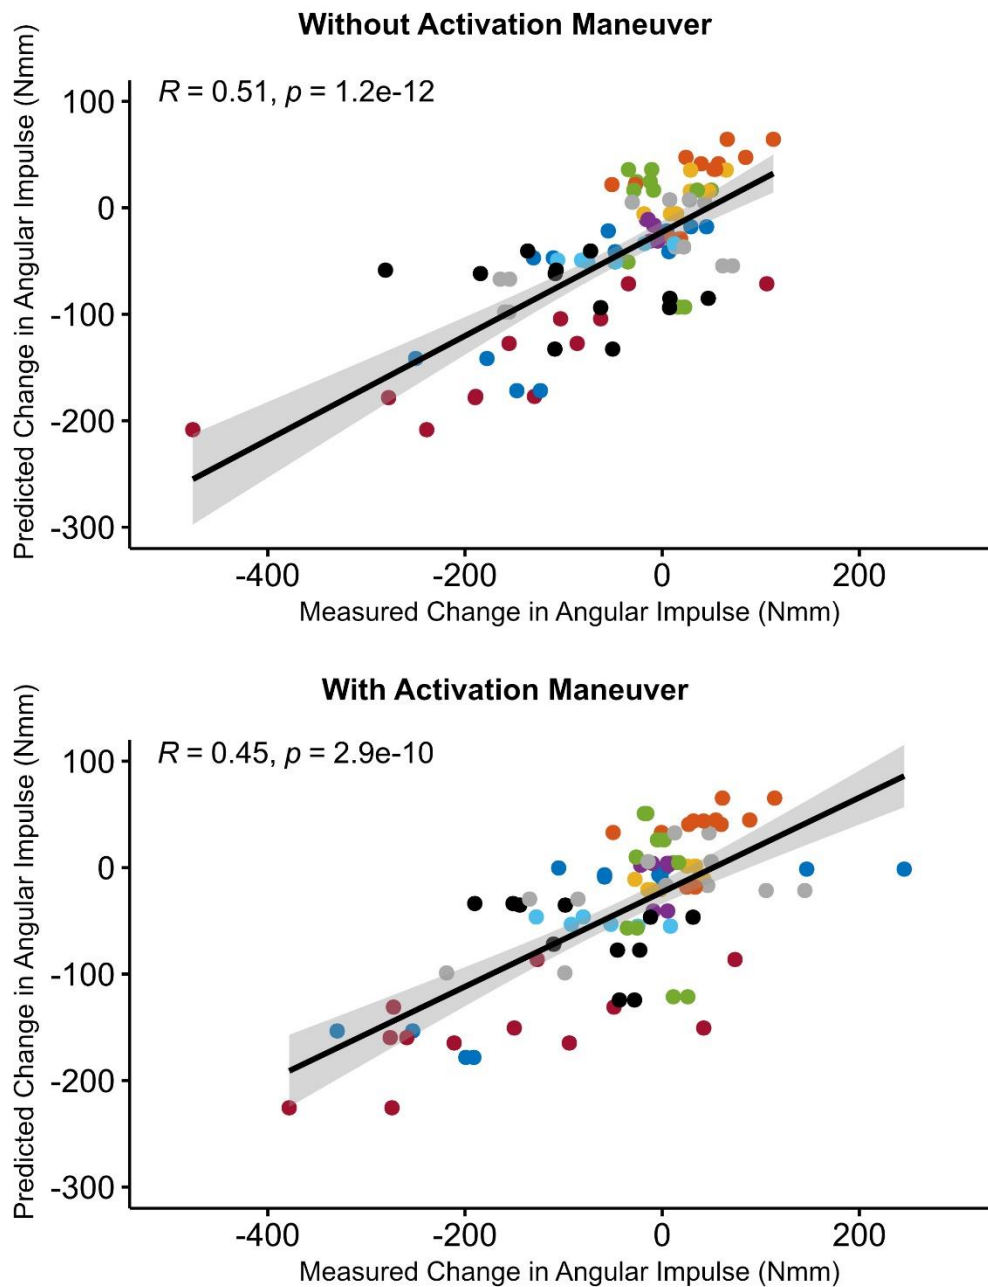 Without Activation Maneuver
Predicted Change in Angular Impulse (Nmm)
R = 0.51, p = 1.2e-12
100
0
-100
-200
-300
-400
-200
0
200
Measured Change in Angular Impulse (Nmm)
With Activation Maneuver
Predicted Change in Angular Impulse (Nmm)
R = 0.45, p = 2.9e-10
100
0
-100
-200
-300
-400
-200
0
200
Measured Change in Angular Impulse (Nmm)